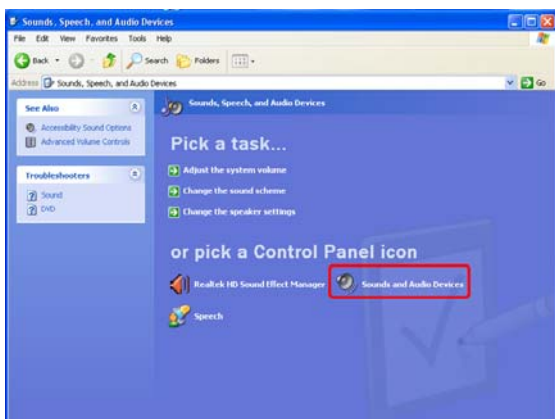 Sounds, Speech, and Audio Devices
File Edit View Favorites Tools Help
Back Search Folders
Address Sounds, Speech, and Audio Devices Go
See Also
Accessibility Sound Options
Advanced Volume Controls
Troubleshooters
Sound
DVD
Sounds, Speech, and Audio Devices
Pick a task...
Adjust the system volume
Change the sound scheme
Change the speaker settings
or pick a Control Panel icon
Realtek HD Sound Effect Manager Sounds and Audio Devices
Speech